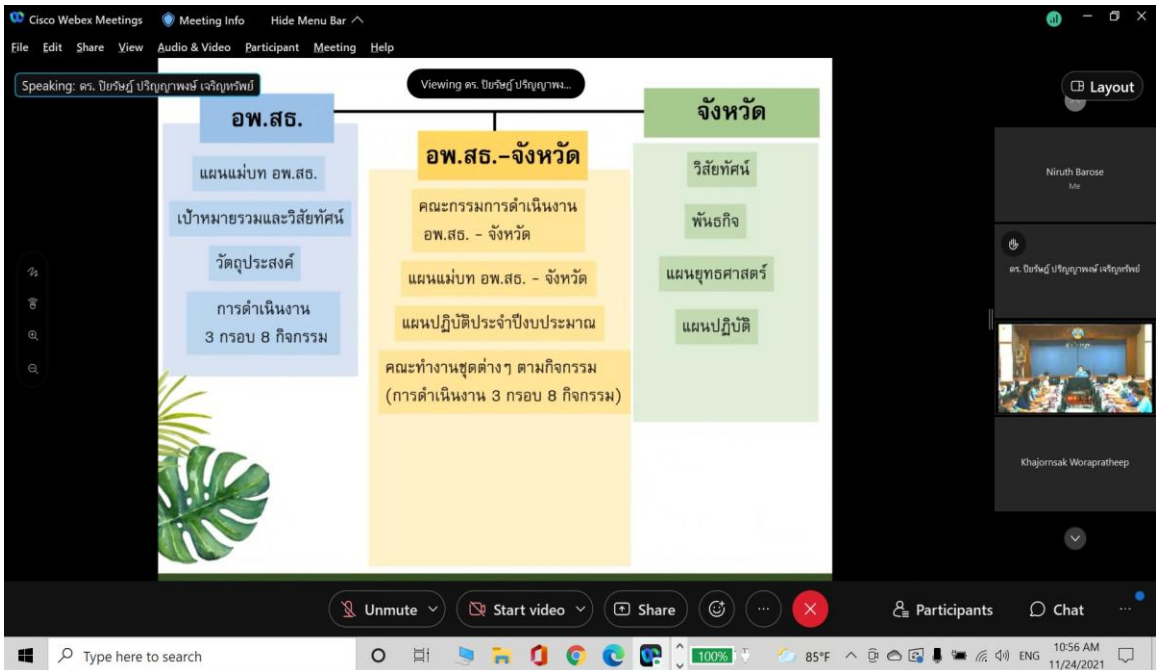 Cisco Webex Meetings
Meeting Info
Hide Menu Bar
File Edit Share View Audio & Video Participant Meeting Help
Speaking: ดร. ปิยรัษฎ์ ปริญญาพงษ์ เจริญทรัพย์
Viewing ดร. ปิยรัษฎ์ ปริญญาพง...
Layout
อพ.สธ.
แผนแม่บท อพ.สธ.
เป้าหมายรวมและวิสัยทัศน์
วัตถุประสงค์
การดำเนินงาน
3 กรอบ 8 กิจกรรม
อพ.สธ.-จังหวัด
คณะกรรมการดำเนินงาน
อพ.สธ. - จังหวัด
แผนแม่บท อพ.สธ. - จังหวัด
แผนปฏิบัติประจำปีงบประมาณ
คณะทำงานชุดต่างๆ ตามกิจกรรม
(การดำเนินงาน 3 กรอบ 8 กิจกรรม)
จังหวัด
วิสัยทัศน์
พันธกิจ
แผนยุทธศาสตร์
แผนปฏิบัติ
Niruth Barose
Me
ดร. ปิยรัษฎ์ ปริญญาพงษ์ เจริญทรัพย์
Khajornsak Worapratheep
Unmute
Start video
Share
Participants
Chat
Type here to search
100%
85°F
ENG
10:56 AM
11/24/2021